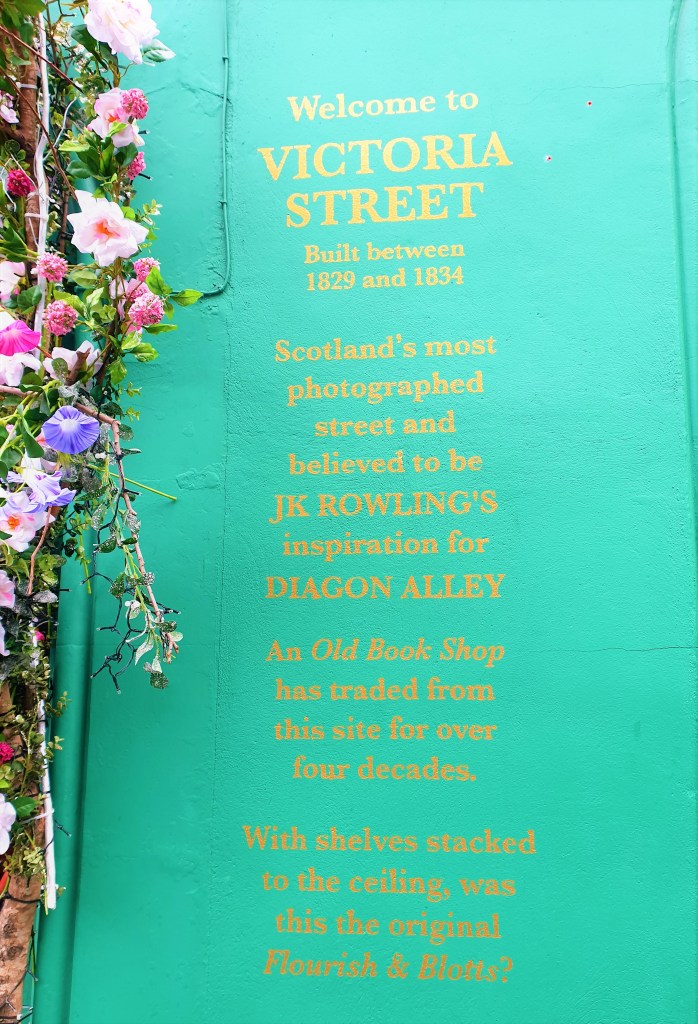 Welcome to
VICTORIA
STREET
Built between
1829 and 1834
Scotland's most
photographed
street and
believed to be
JK ROWLING'S
inspiration for
DIAGON ALLEY
An Old Book Shop
has traded from
this site for over
four decades.
With shelves stacked
to the ceiling, was
this the original
Flourish & Blotts?